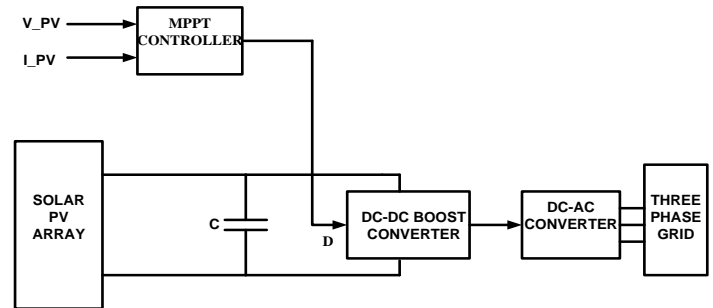 V_PV
I_PV
MPPT
CONTROLLER
SOLAR
PV
ARRAY
C
D
DC-DC BOOST
CONVERTER
DC-AC
CONVERTER
THREE
PHASE
GRID